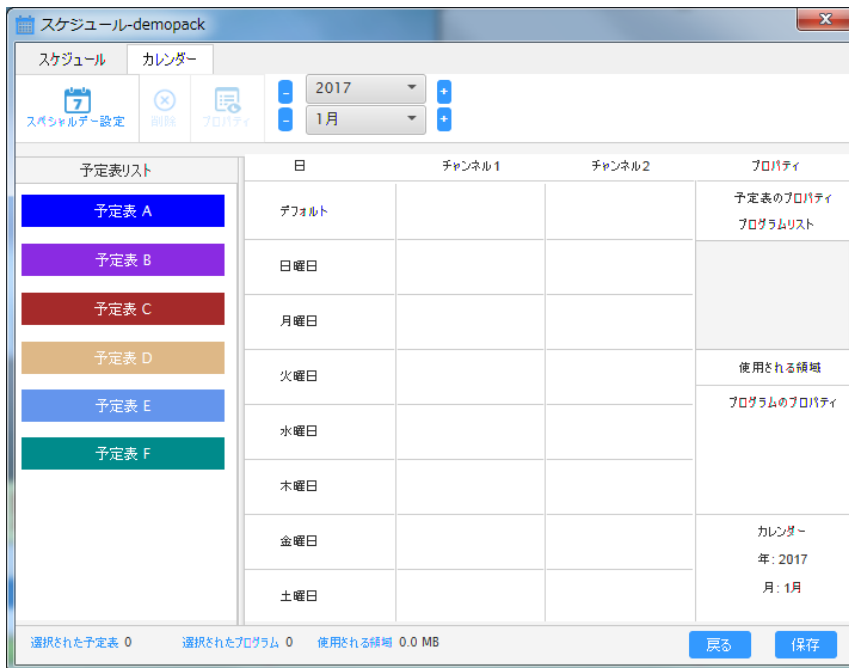 スケジュール-demopack
スケジュール カレンダー
7
スペシャルデー設定 削除 プロパティ
- 2017 +
- 1月 +
予定表リスト 日 チャンネル1 チャンネル2 プロパティ
予定表 A
予定表 B
予定表 C
予定表 D
予定表 E
予定表 F
デフォルト
日曜日
月曜日
火曜日
水曜日
木曜日
金曜日
土曜日
予定表のプロパティ
プログラムリスト
使用される領域
プログラムのプロパティ
カレンダー
年: 2017
月: 1月
選択された予定表 0 選択されたプログラム 0 使用される領域 0.0 MB 戻る 保存